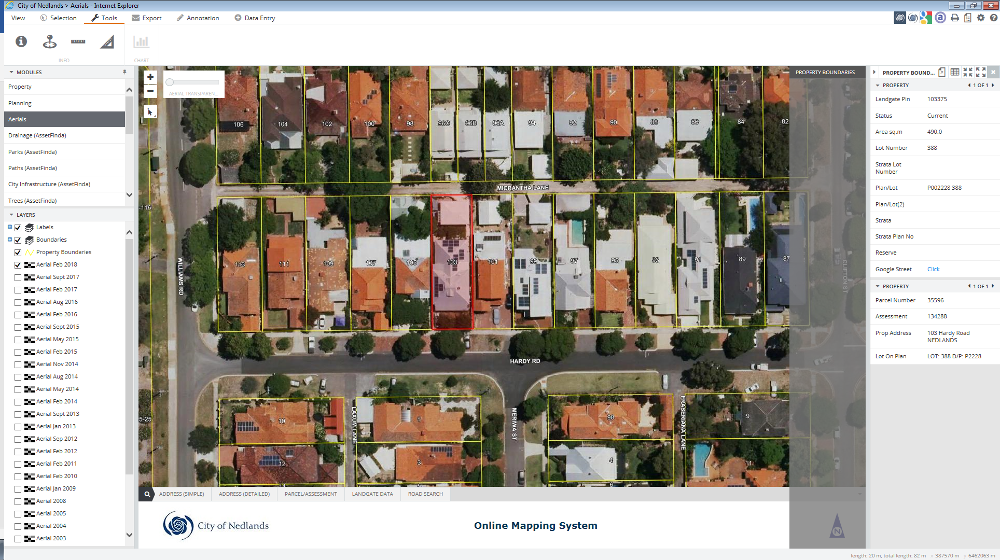 City of Nedlands > Aerials - Internet Explorer
View
Selection
Tools
Export
Annotation
Data Entry
INFO
CHART
MODULES
Property
Planning
Aerials
Drainage (AssetFinda)
Parks (AssetFinda)
Paths (AssetFinda)
City Infrastructure (AssetFinda)
Trees (AssetFinda)
LAYERS
Labels
Boundaries
Property Boundaries
Aerial Feb 2018
Aerial Sept 2017
Aerial Feb 2017
Aerial Aug 2016
Aerial Feb 2016
Aerial Sept 2015
Aerial May 2015
Aerial Feb 2015
Aerial Nov 2014
Aerial Aug 2014
Aerial May 2014
Aerial Feb 2014
Aerial Sept 2013
Aerial Jan 2013
Aerial Sep 2012
Aerial Feb 2012
Aerial Feb 2011
Aerial Feb 2010
Aerial Jan 2009
Aerial 2008
Aerial 2005
Aerial 2004
Aerial 2003
AERIAL TRANSPAREN...
106 104 102 100 98 96C 96B 96A 94 92 90 88 86 84 82
MICRANTHA LANE
-116
WILLIAMS RD
113 111 109 107 105 103 101 99 97 95 93 91 89 87
CLIFTON ST
HARDY RD
5-25
10
LAXUM LANE
1
MERIWA ST
98
FRASERIANA LANE
9
12
3
4
11
11
5
6
ADDRESS (SIMPLE)
ADDRESS (DETAILED)
PARCEL/ASSESSMENT
LANDGATE DATA
ROAD SEARCH
City of Nedlands
Online Mapping System
N
PROPERTY BOUNDARIES
PROPERTY BOUND...
PROPERTY
1 OF 1
Landgate Pin 103375
Status Current
Area sq.m 490.0
Lot Number 388
Strata Lot
Number
Plan/Lot P002228 388
Plan/Lot(2)
Strata
Strata Plan No
Reserve
Google Street Click
PROPERTY
1 OF 1
Parcel Number 35596
Assessment 134288
Prop Address 103 Hardy Road
NEDLANDS
Lot On Plan LOT: 388 D/P: P2228
length: 20 m, total length: 82 m x 387570 m y 6462063 m